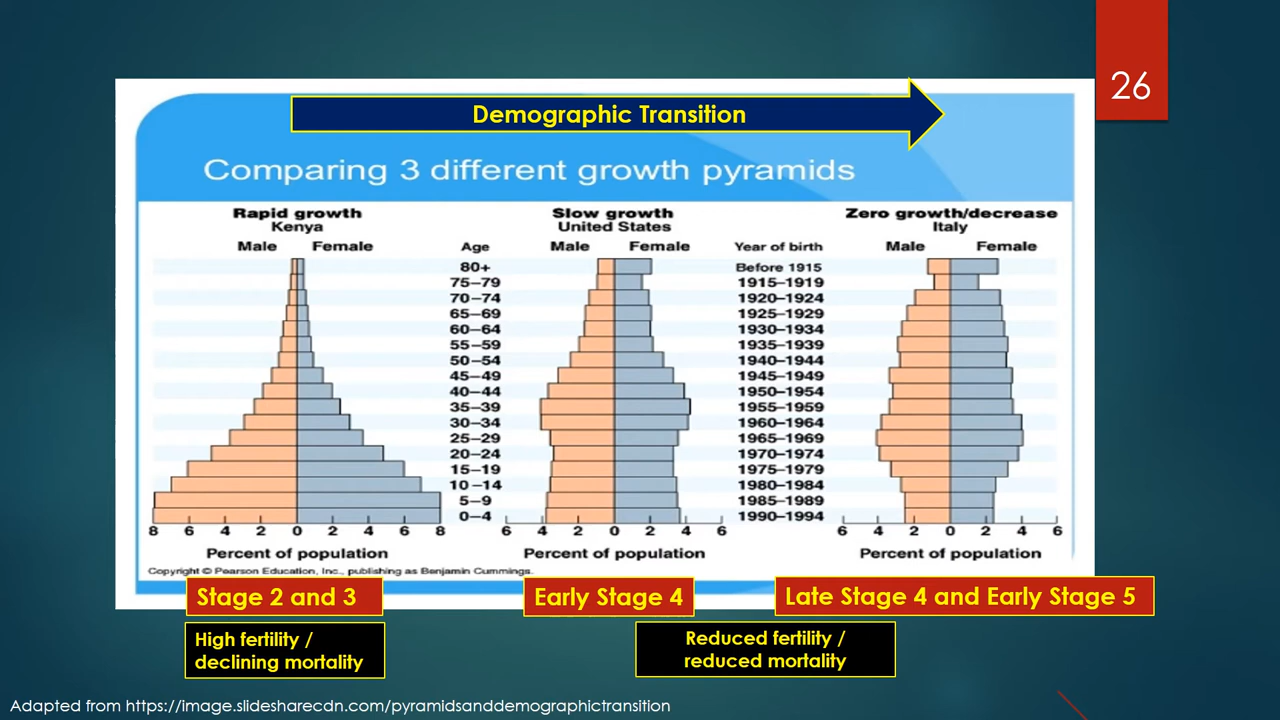 26
Demographic Transition
Comparing 3 different growth pyramids
Rapid growth
Kenya
Male Female
Slow growth
United States
Male Female
Zero growth/decrease
Italy
Male Female
Age
80+
75–79
70–74
65–69
60–64
55–59
50–54
45–49
40–44
35–39
30–34
25–29
20–24
15–19
10–14
5–9
0–4
Year of birth
Before 1915
1915–1919
1920–1924
1925–1929
1930–1934
1935–1939
1940–1944
1945–1949
1950–1954
1955–1959
1960–1964
1965–1969
1970–1974
1975–1979
1980–1984
1985–1989
1990–1994
8 6 4 2 0 2 4 6 8
6 4 2 0 2 4 6
6 4 2 0 2 4 6
Percent of population
Percent of population
Percent of population
Copyright © Pearson Education, Inc., publishing as Benjamin Cummings.
Stage 2 and 3
Early Stage 4
Late Stage 4 and Early Stage 5
High fertility /
declining mortality
Reduced fertility /
reduced mortality
Adapted from https://image.slidesharecdn.com/pyramidsanddemographictransition